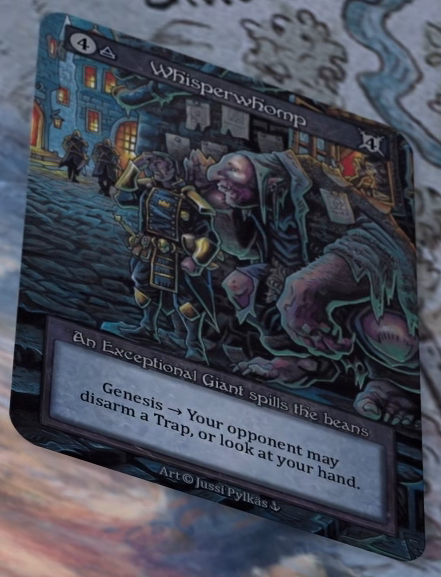 4
Whisperwhomp
4
An Exceptional Giant spills the beans
Genesis → Your opponent may
disarm a Trap, or look at your hand.
Art © Jussi Pylkäs